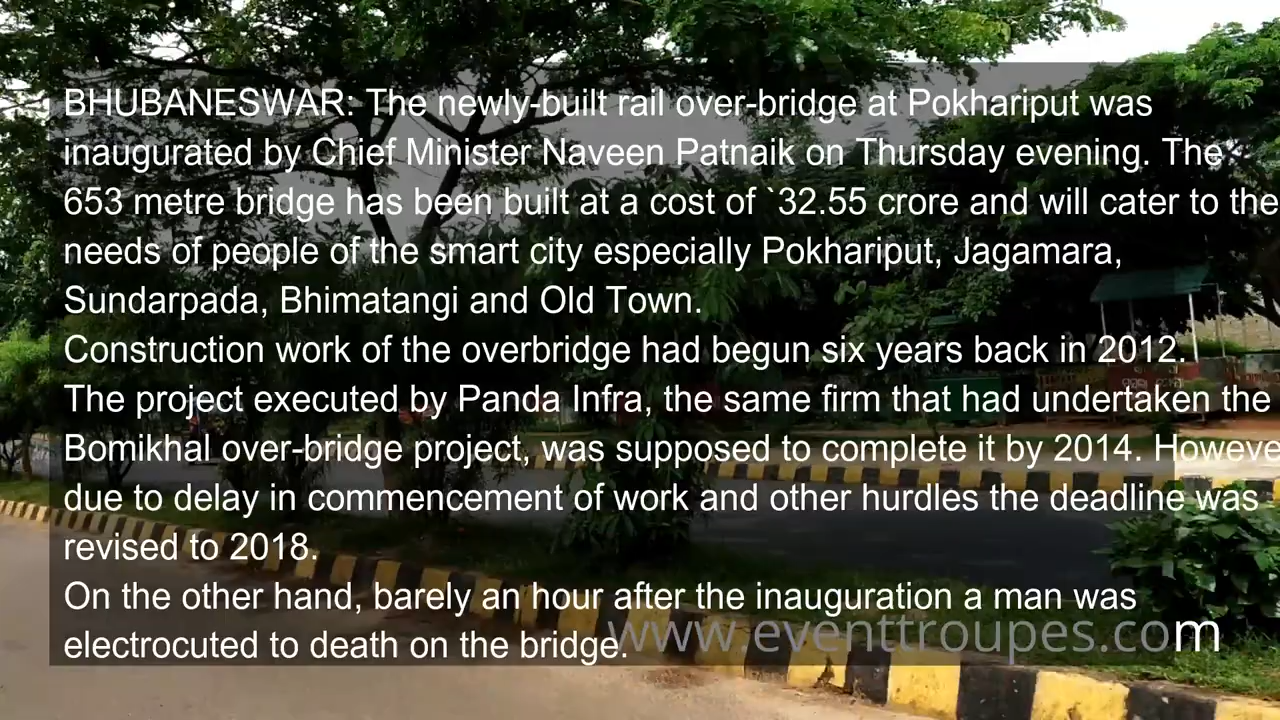 BHUBANESWAR: The newly-built rail over-bridge at Pokhariput was
inaugurated by Chief Minister Naveen Patnaik on Thursday evening. The
653 metre bridge has been built at a cost of `32.55 crore and will cater to the
needs of people of the smart city especially Pokhariput, Jagamara,
Sundarpada, Bhimatangi and Old Town.
Construction work of the overbridge had begun six years back in 2012.
The project executed by Panda Infra, the same firm that had undertaken the
Bomikhal over-bridge project, was supposed to complete it by 2014. Howeve
due to delay in commencement of work and other hurdles the deadline was
revised to 2018.
On the other hand, barely an hour after the inauguration a man was
electrocuted to death on the bridge.
www.eventtroupes.com